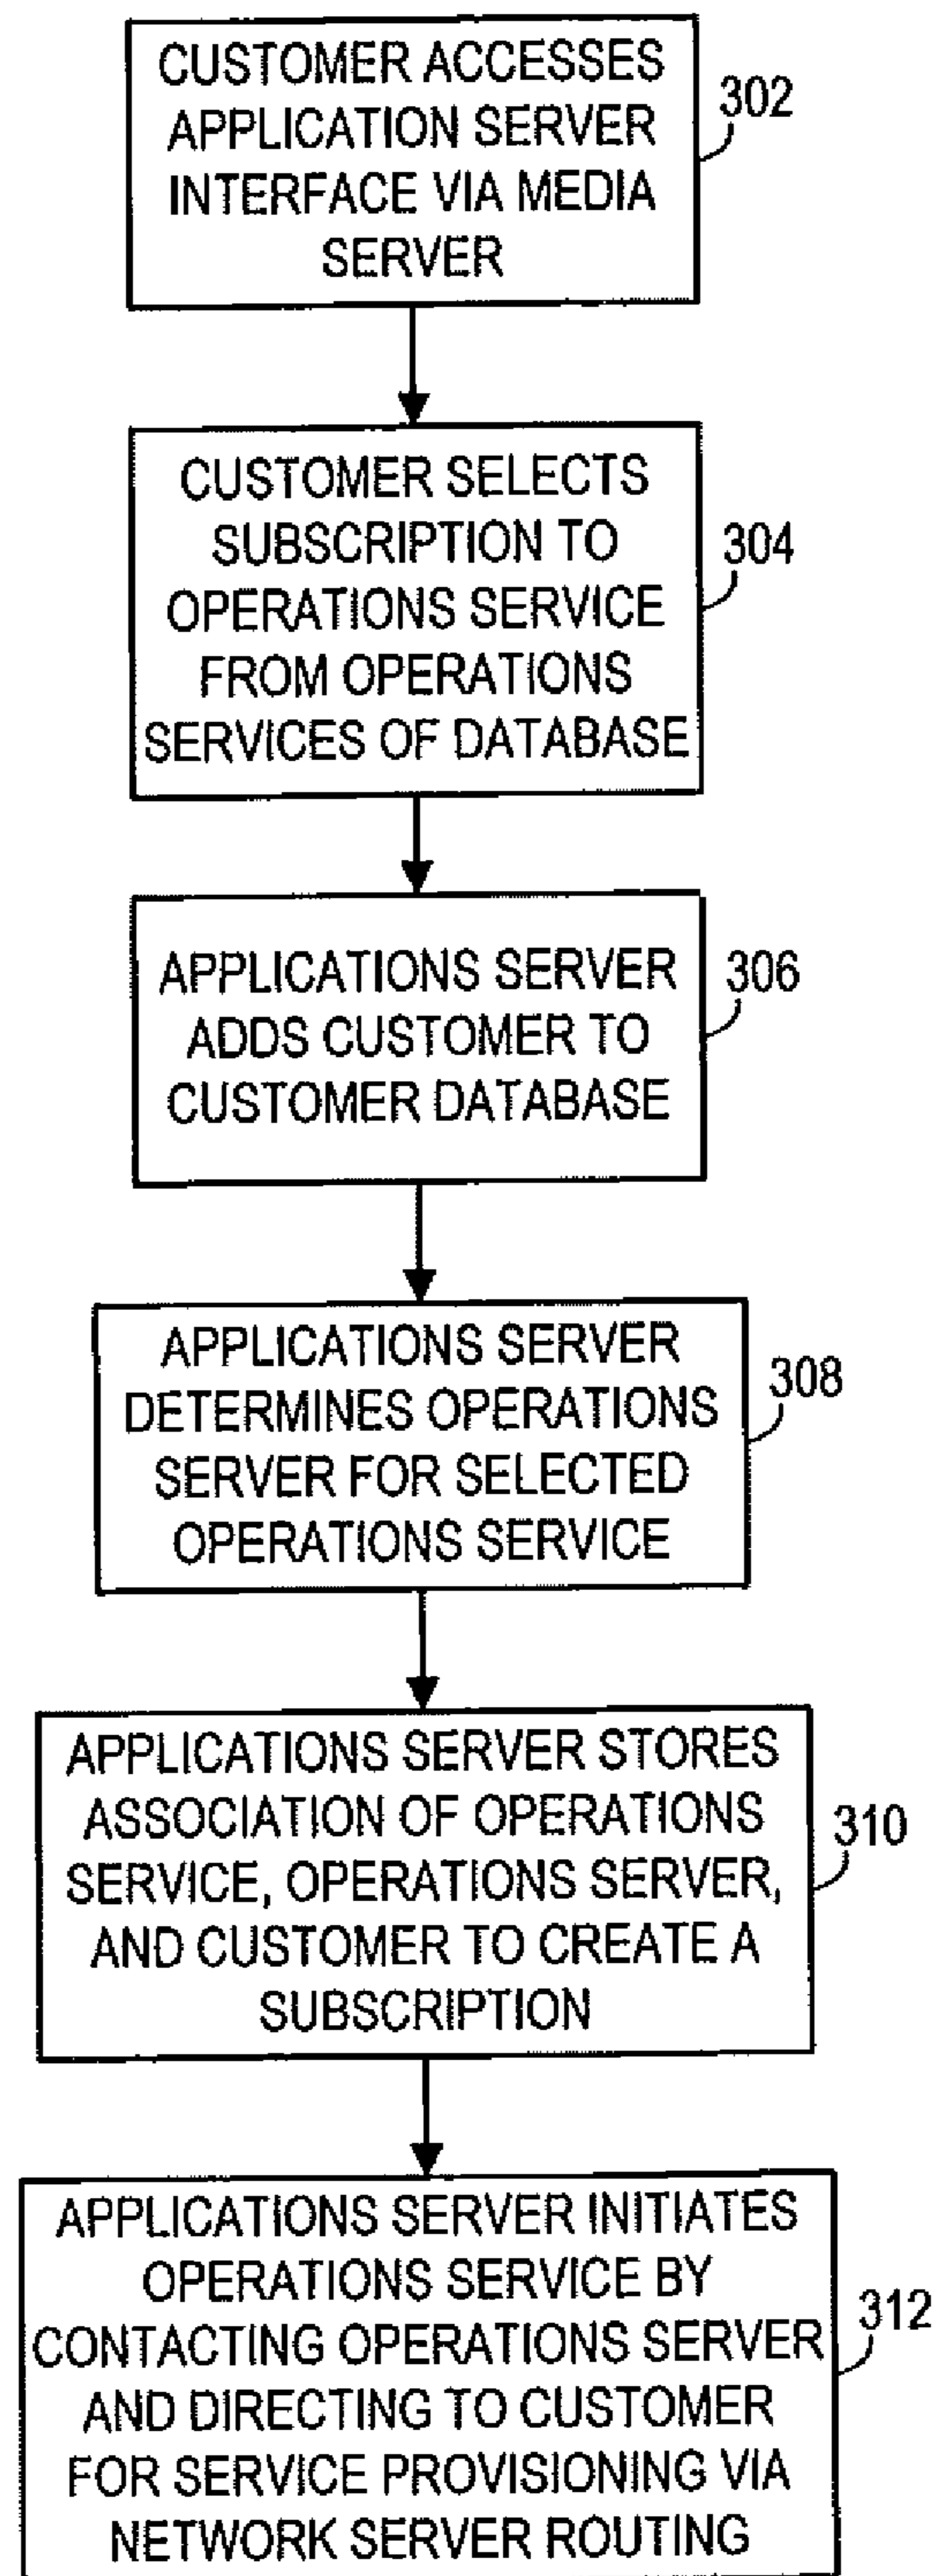 CUSTOMER ACCESSES
APPLICATION SERVER
INTERFACE VIA MEDIA
SERVER
302
CUSTOMER SELECTS
SUBSCRIPTION TO
OPERATIONS SERVICE
FROM OPERATIONS
SERVICES OF DATABASE
304
APPLICATIONS SERVER
ADDS CUSTOMER TO
CUSTOMER DATABASE
306
APPLICATIONS SERVER
DETERMINES OPERATIONS
SERVER FOR SELECTED
OPERATIONS SERVICE
308
APPLICATIONS SERVER STORES
ASSOCIATION OF OPERATIONS
SERVICE, OPERATIONS SERVER,
AND CUSTOMER TO CREATE A
SUBSCRIPTION
310
APPLICATIONS SERVER INITIATES
OPERATIONS SERVICE BY
CONTACTING OPERATIONS SERVER
AND DIRECTING TO CUSTOMER
FOR SERVICE PROVISIONING VIA
NETWORK SERVER ROUTING
312